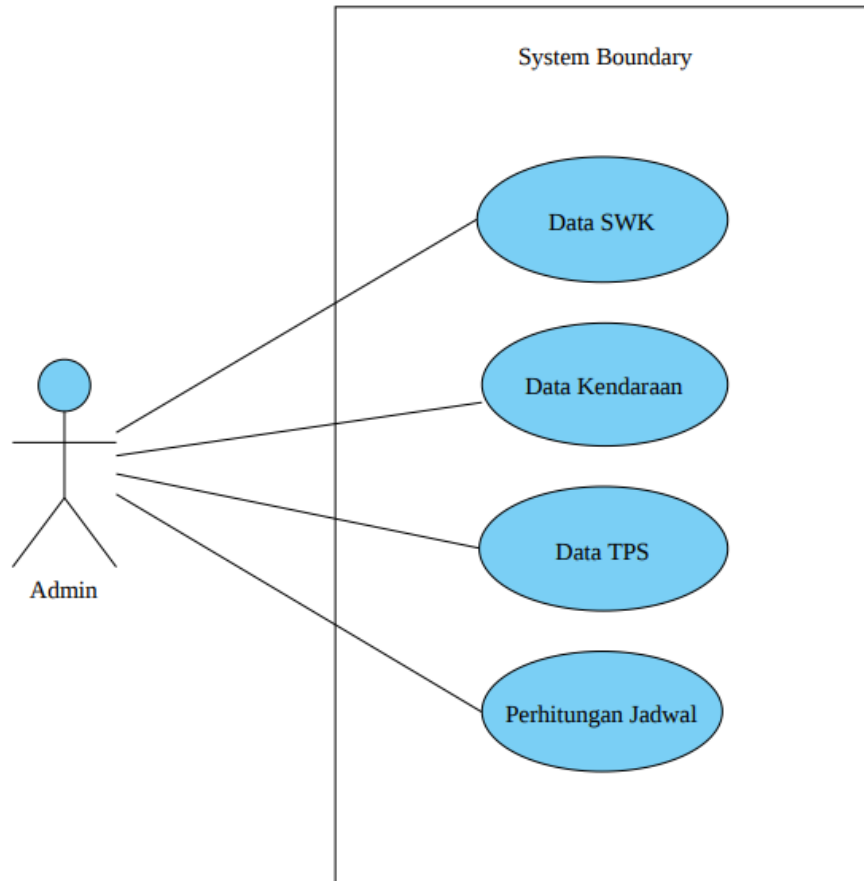 System Boundary
Data SWK
Data Kendaraan
Data TPS
Admin
Perhitungan Jadwal